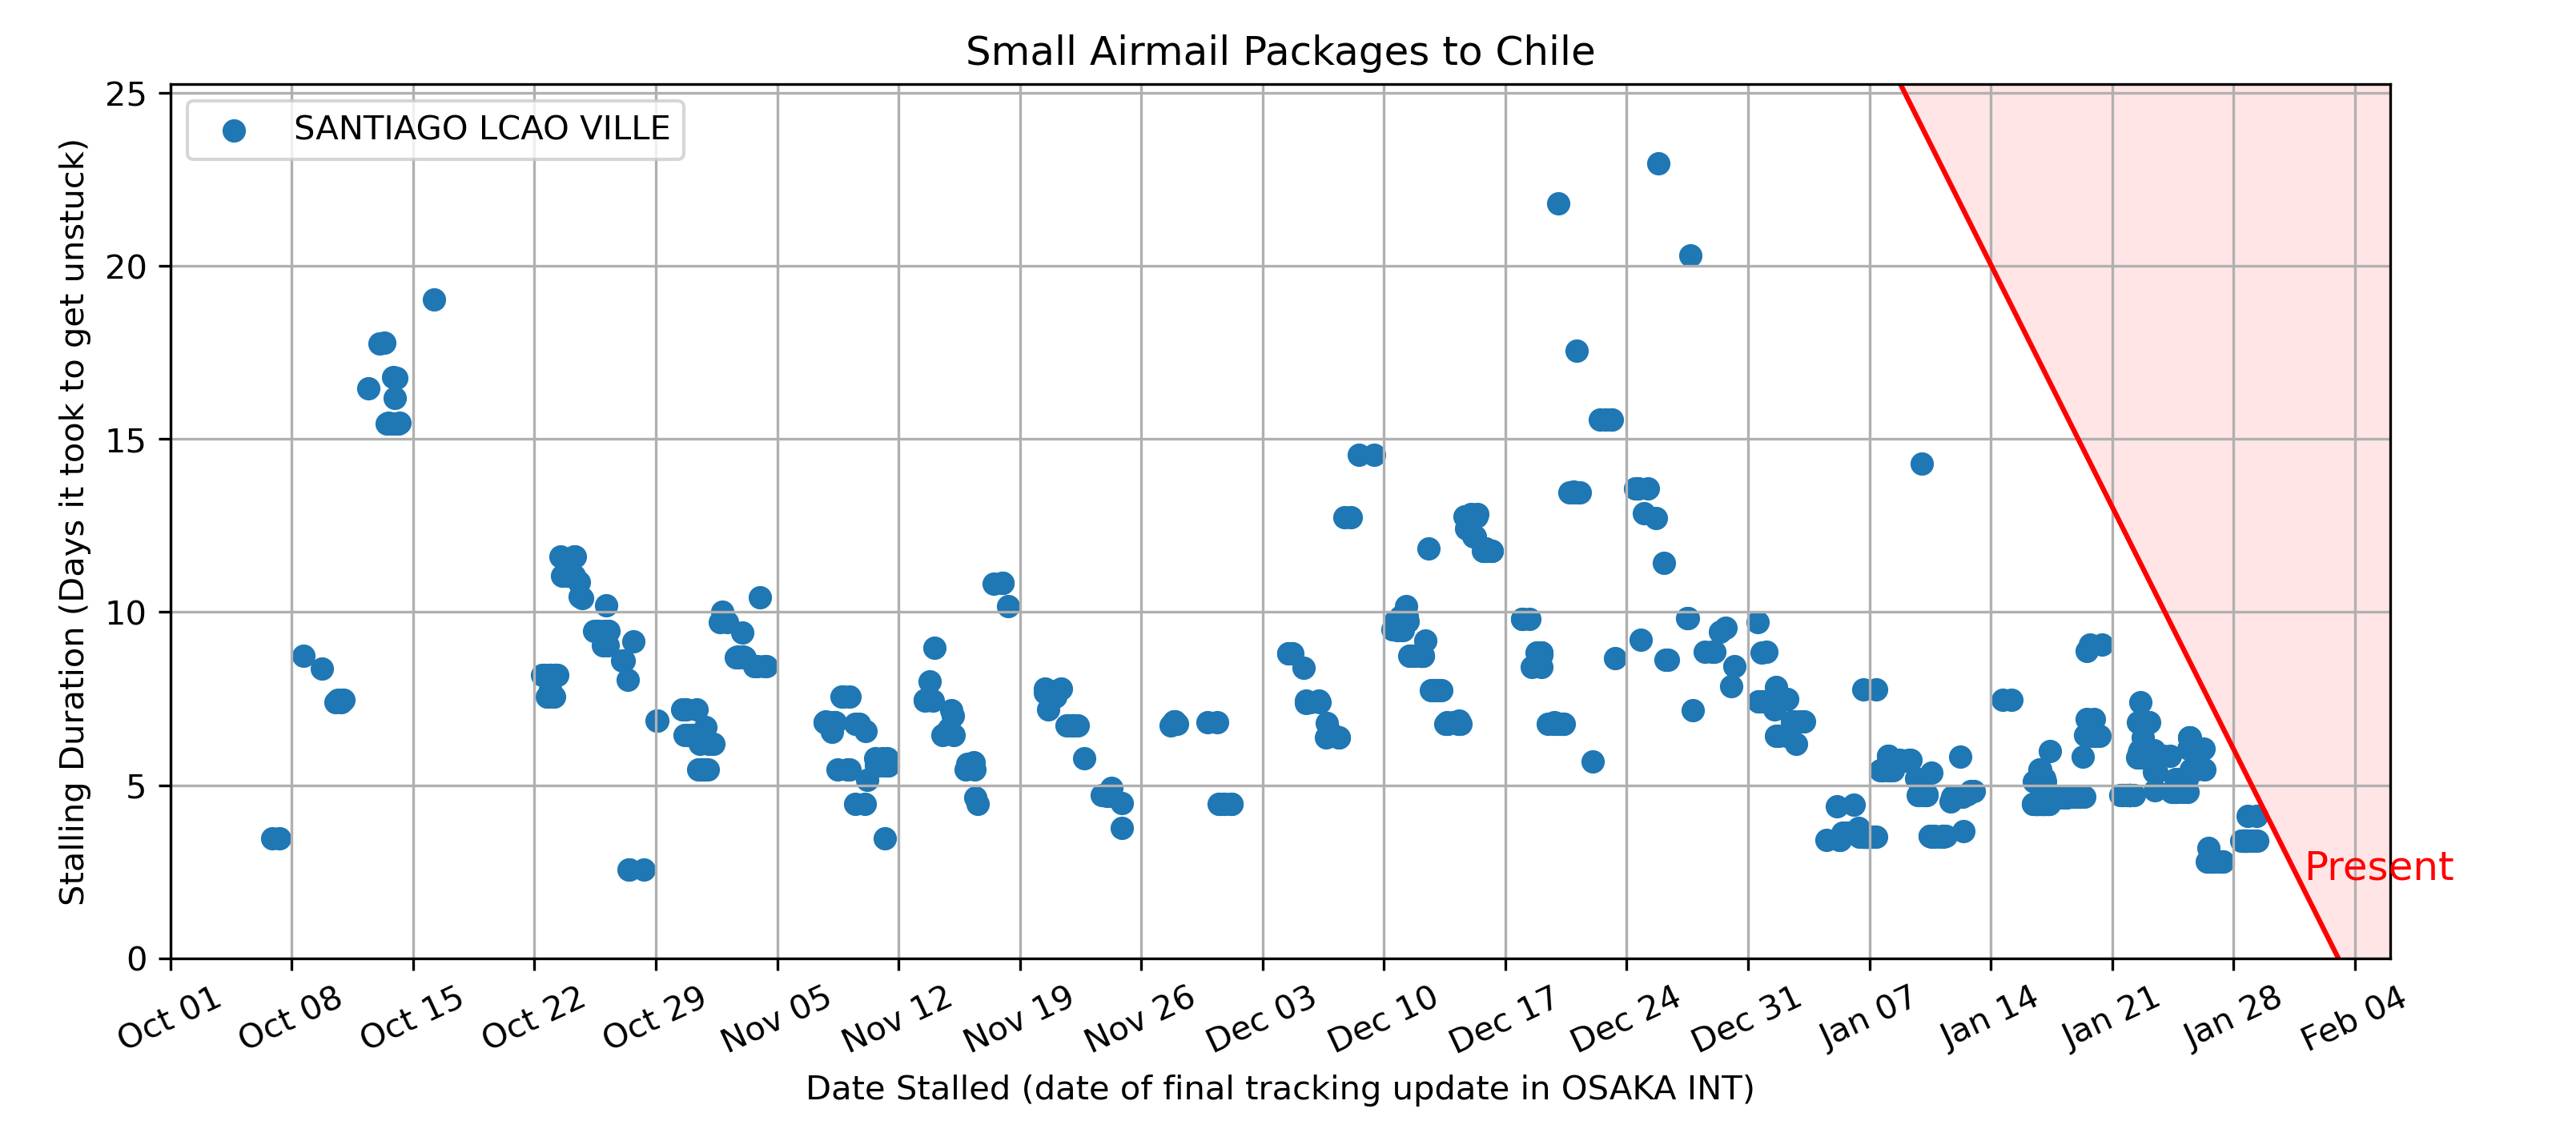 Small Airmail Packages to Chile
SANTIAGO LCAO VILLE
Stalling Duration (Days it took to get unstuck)
25
20
15
10
5
0
Present
Oct 01
Oct 08
Oct 15
Oct 22
Oct 29
Nov 05
Nov 12
Nov 19
Nov 26
Dec 03
Dec 10
Dec 17
Dec 24
Dec 31
Jan 07
Jan 14
Jan 21
Jan 28
Feb 04
Date Stalled (date of final tracking update in OSAKA INT)